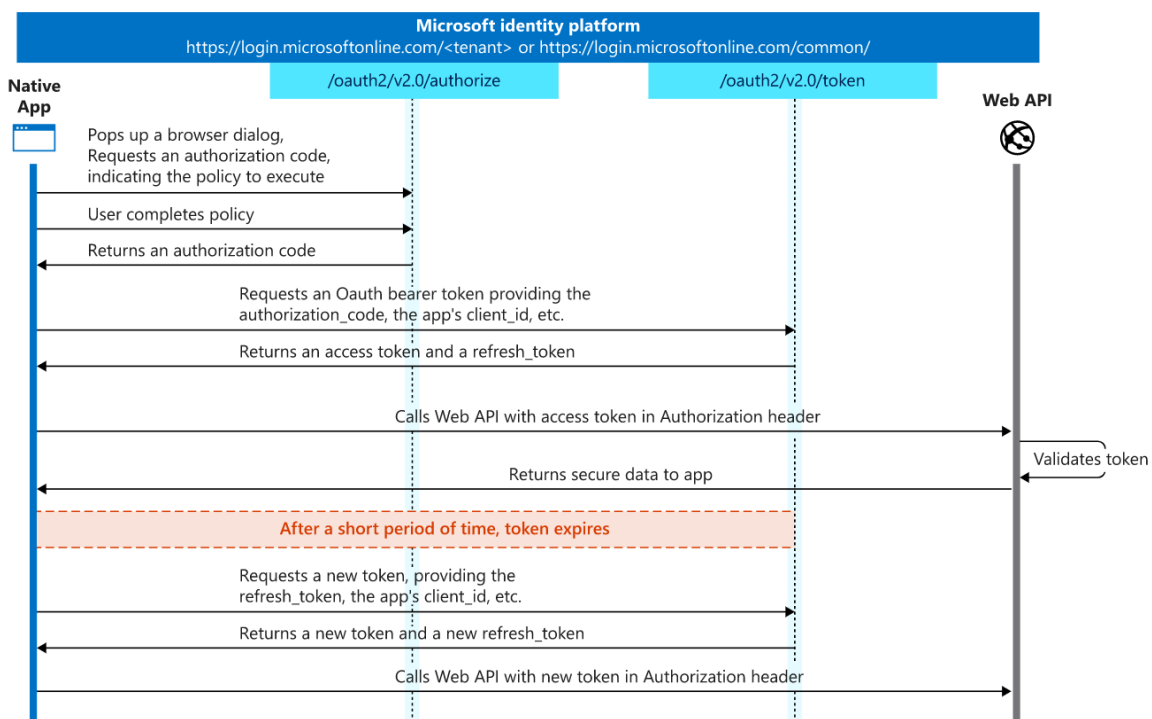 Microsoft identity platform
https://login.microsoftonline.com/<tenant> or https://login.microsoftonline.com/common/
/oauth2/v2.0/authorize
/oauth2/v2.0/token
Native
App
Web API
Pops up a browser dialog,
Requests an authorization code,
indicating the policy to execute
User completes policy
Returns an authorization code
Requests an Oauth bearer token providing the
authorization_code, the app's client_id, etc.
Returns an access token and a refresh_token
Calls Web API with access token in Authorization header
Validates token
Returns secure data to app
After a short period of time, token expires
Requests a new token, providing the
refresh_token, the app's client_id, etc.
Returns a new token and a new refresh_token
Calls Web API with new token in Authorization header